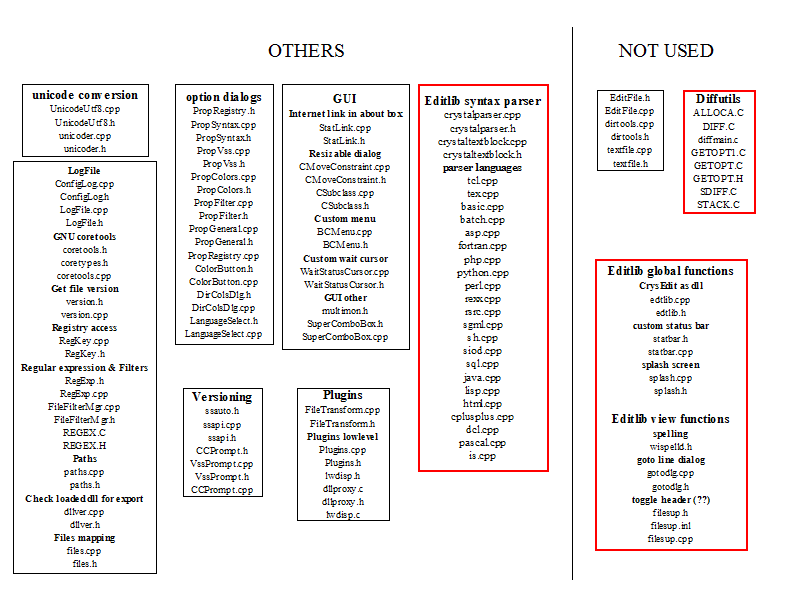 OTHERS
NOT USED
unicode conversion
UnicodeUtf8.cpp
UnicodeUtf8.h
unicoder.cpp
unicoder.h
LogFile
ConfigLog.cpp
ConfigLog.h
LogFile.cpp
LogFile.h
GNU coretools
coretools.h
coretypes.h
coretools.cpp
Get file version
version.h
version.cpp
Registry access
RegKey.cpp
RegKey.h
Regular expression & Filters
RegExp.h
RegExp.cpp
FileFilterMgr.cpp
FileFilterMgr.h
REGEX.C
REGEX.H
Paths
paths.cpp
paths.h
Check loaded dll for export
dllver.cpp
dllver.h
Files mapping
files.cpp
files.h
option dialogs
PropRegistry.h
PropSyntax.cpp
PropSyntax.h
PropVss.cpp
PropVss.h
PropColors.cpp
PropColors.h
PropFilter.cpp
PropFilter.h
PropGeneral.cpp
PropGeneral.h
PropRegistry.cpp
ColorButton.h
ColorButton.cpp
DirColsDlg.h
DirColsDlg.cpp
LanguageSelect.h
LanguageSelect.cpp
Versioning
ssauto.h
ssapi.cpp
ssapi.h
CCPrompt.h
VssPrompt.cpp
VssPrompt.h
CCPrompt.cpp
GUI
Internet link in about box
StatLink.cpp
StatLink.h
Resizable dialog
CMoveConstraint.cpp
CMoveConstraint.h
CSubclass.cpp
CSubclass.h
Custom menu
BCMenu.cpp
BCMenu.h
Custom wait cursor
WaitStatusCursor.cpp
WaitStatusCursor.h
GUI other
multimon.h
SuperComboBox.h
SuperComboBox.cpp
Plugins
FileTransform.cpp
FileTransform.h
Plugins lowlevel
Plugins.cpp
Plugins.h
lwdisp.h
dllproxy.c
dllproxy.h
lwdisp.c
Editlib syntax parser
crystalparser.cpp
crystalparser.h
crystaltextblock.cpp
crystaltextblock.h
parser languages
tcl.cpp
tex.cpp
basic.cpp
batch.cpp
asp.cpp
fortran.cpp
php.cpp
python.cpp
perl.cpp
rexx.cpp
rsrc.cpp
sgml.cpp
sh.cpp
siod.cpp
sql.cpp
java.cpp
lisp.cpp
html.cpp
cplusplus.cpp
dcl.cpp
pascal.cpp
is.cpp
EditFile.h
EditFile.cpp
dirtools.cpp
dirtools.h
textfile.cpp
textfile.h
Diffutils
ALLOCA.C
DIFF.C
diffmain.c
GETOPT1.C
GETOPT.C
GETOPT.H
SDIFF.C
STACK.C
Editlib global functions
CrysEdit as dll
edtlib.cpp
edtlib.h
custom status bar
statbar.h
statbar.cpp
splash screen
splash.cpp
splash.h
Editlib view functions
spelling
wispelld.h
goto line dialog
gotodlg.cpp
gotodlg.h
toggle header (??)
filesup.h
filesup.inl
filesup.cpp